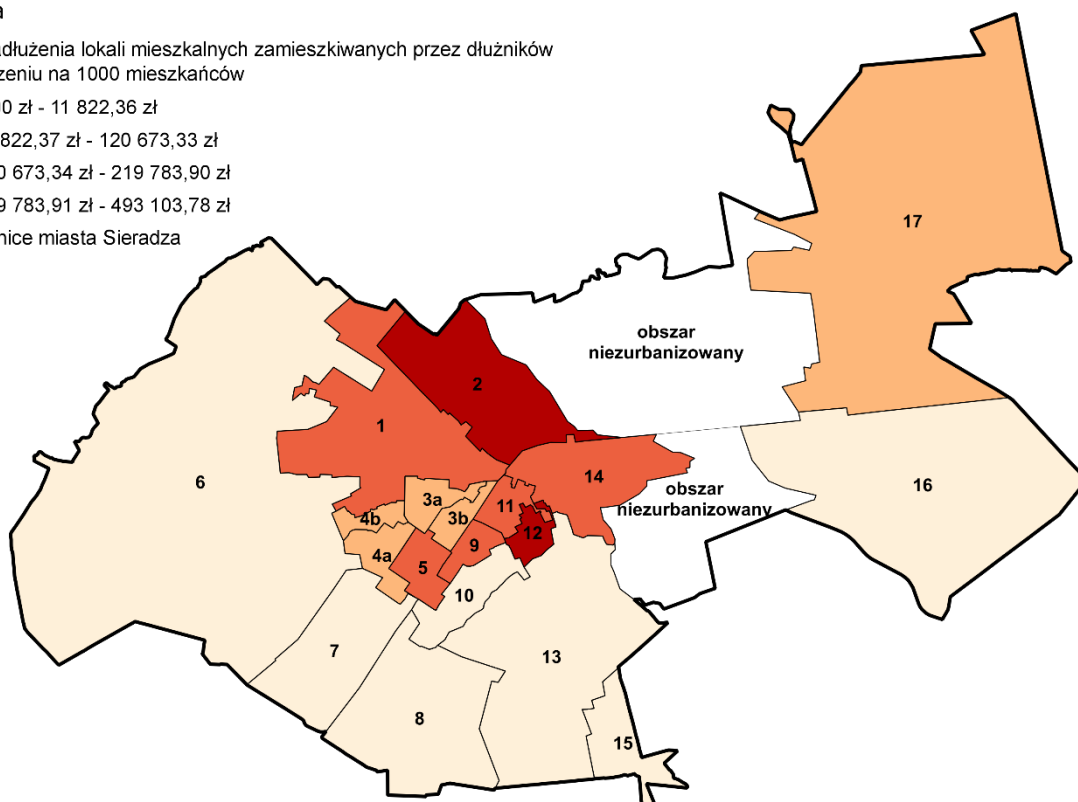 a
adłużenia lokali mieszkalnych zamieszkiwanych przez dłużników
zeniu na 1000 mieszkańców
0 zł - 11 822,36 zł
822,37 zł - 120 673,33 zł
0 673,34 zł - 219 783,90 zł
9 783,91 zł - 493 103,78 zł
nice miasta Sieradza
17
obszar
niezurbanizowany
2
1
6
14
16
3a
11
obszar
niezurbanizowany
4b
3b
12
9
4a
5
10
7
13
8
15